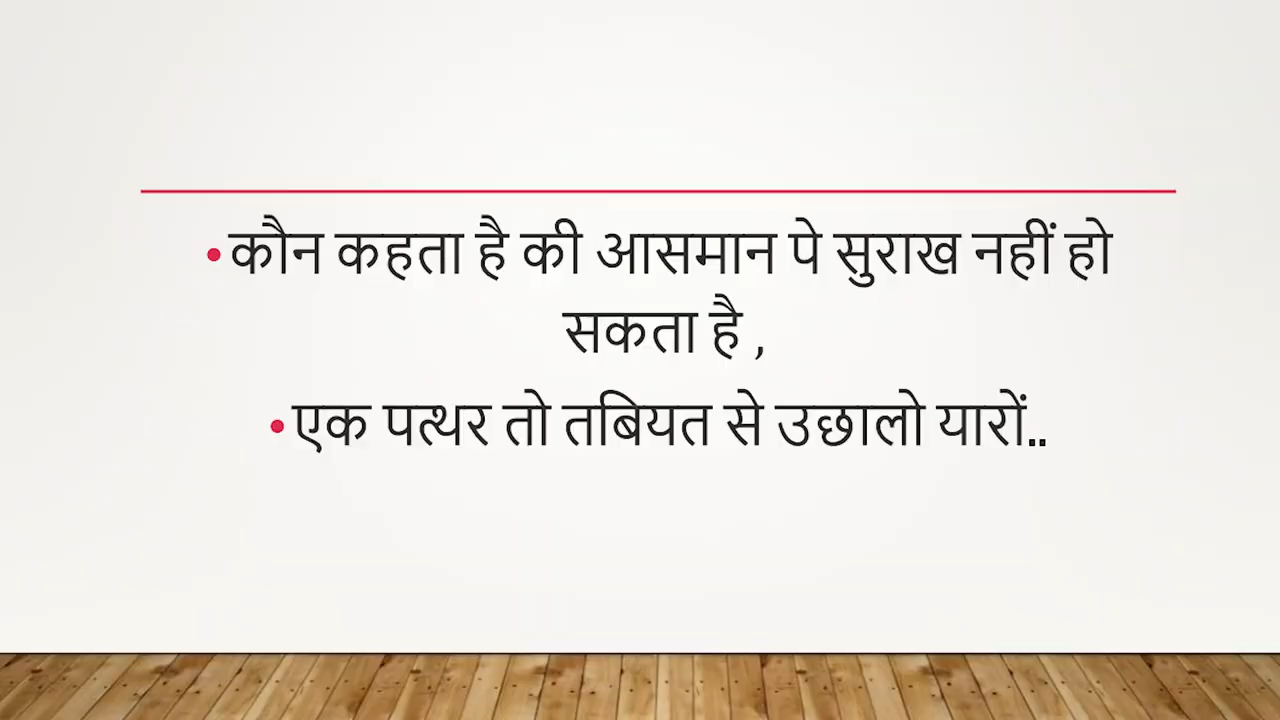 •कौन कहता है की आसमान पे सुराख नहीं हो
सकता है ,
•एक पत्थर तो तबियत से उछालो यारों..